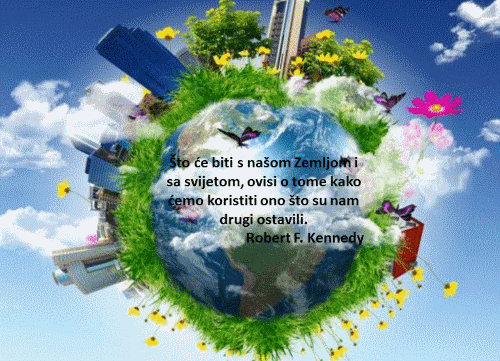 Što će biti s našom Zemljom i
sa svijetom, ovisi o tome kako
ćemo koristiti ono što su nam
drugi ostavili.
Robert F. Kennedy